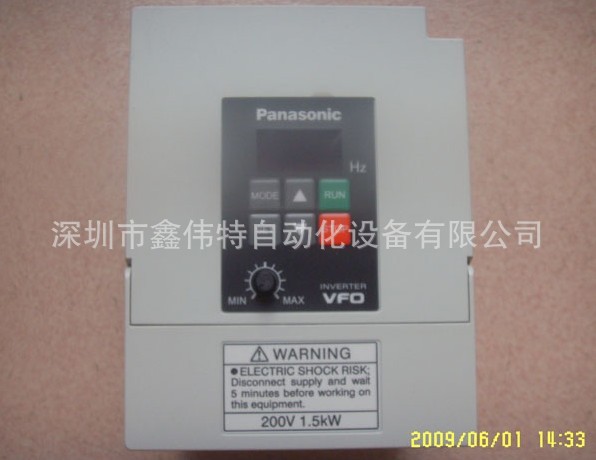 Panasonic
Hz
MODE ▲ RUN
深圳市鑫伟特自动化设备有限公司
MIN MAX
INVERTER
VFO
⚠ WARNING
● ELECTRIC SHOCK RISK;
Disconnect supply and wait
5 minutes before working on
this equipment.
200V 1.5kW
2009/06/01 14:33